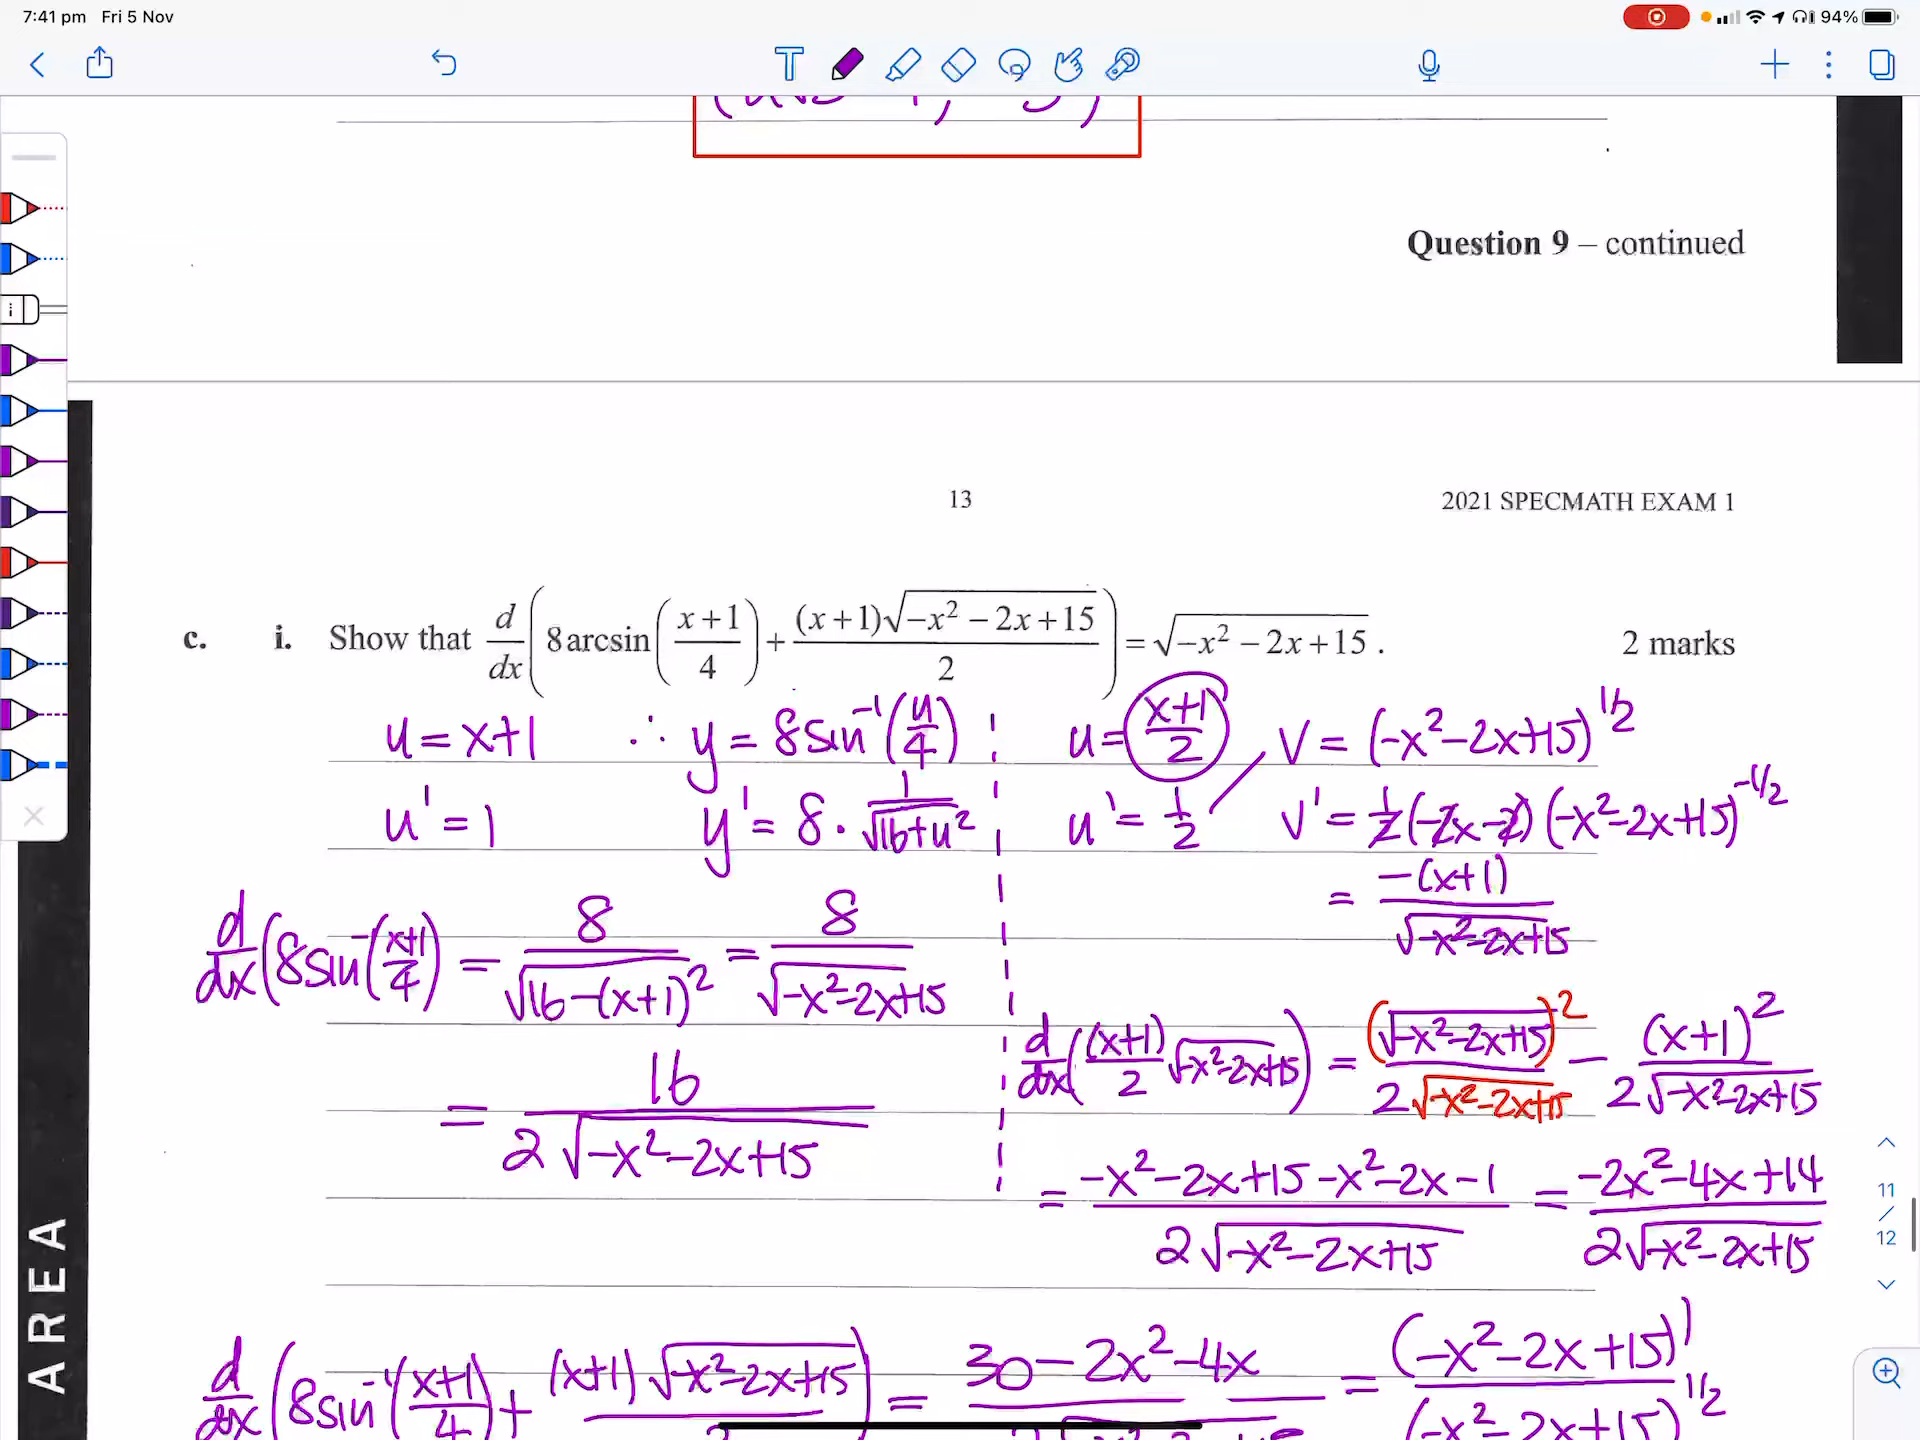 7:41 pm Fri 5 Nov
94%
Question 9 – continued
13
2021 SPECMATH EXAM 1
c. i. Show that d/dx(8 arcsin((x+1)/4) + ((x+1)√(-x² - 2x + 15))/2) = √(-x² - 2x + 15). 2 marks
u = x+1 ∴ y = 8sin⁻¹(u/4)
u' = 1 y' = 8 · 1/√(16+u²)
d/dx(8sin⁻¹(x+1/4) = 8/√(16-(x+1)²) = 8/√(-x²-2x+15)
= 16/(2√(-x²-2x+15))
u = (x+1)/2 V = (-x²-2x+15)^1/2
u' = 1/2 V' = 1/2(-2x-2)(-x²-2x+15)^-1/2
= -(x+1)/√(-x²-2x+15)
d/dx((x+1)/2 √(-x²-2x+15)) = (√(-x²-2x+15))²/(2√(-x²-2x+15)) - (x+1)²/(2√(-x²-2x+15))
= (-x²-2x+15-x²-2x-1)/(2√(-x²-2x+15)) = (-2x²-4x+14)/(2√(-x²-2x+15))
d/dx(8sin⁻¹((x+1)/4) + (x+1)√(-x²-2x+15) = 30-2x²-4x = (-x²-2x+15)^1/(-x²-2x+15)^1/2
AREA
11
/
12